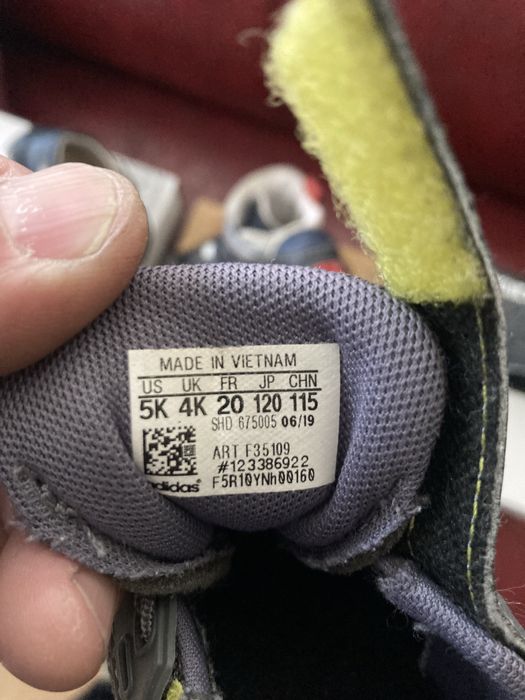 MADE IN VIETNAM
US UK FR JP CHN
5K 4K 20 120 115
SHD 675005 06/19
ART F35109
#123386922
adidas® F5R10YNh00160